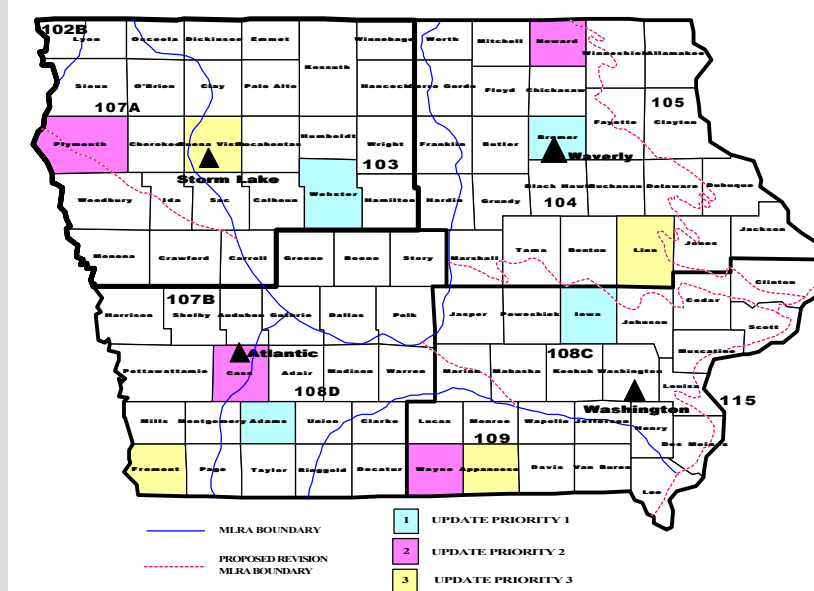 102B
Lyon Osceola Dickinson Emmet Winnebago Worth Mitchell Howard Winneshiek Allamakee
Kossuth
Sioux O'Brien Clay Palo Alto Hancock Cerro Gordo Floyd Chickasaw
107A 105
Fayette Clayton
Plymouth Cherokee Buena Vista Pocahontas Humboldt Wright Franklin Butler Bremer
103 Waverly
Storm Lake
Woodbury Ida Sac Calhoun Webster Hamilton Hardin Grundy Black Hawk Buchanan Delaware Dubuque
104
Monona Crawford Carroll Greene Boone Story Marshall Tama Benton Linn Jones Jackson
Clinton
107B
Harrison Shelby Audubon Guthrie Dallas Polk Jasper Poweshiek Iowa Johnson Cedar
Scott
Muscatine
Atlantic 108C
Pottawattamie Cass Adair Madison Warren Marion Mahaska Keokuk Washington
108D Louisa 115
Washington
Mills Montgomery Adams Union Clarke Lucas Monroe Wapello Jefferson Henry
109 Des Moines
Fremont Page Taylor Ringgold Decatur Wayne Appanoose Davis Van Buren
Lee
MLRA BOUNDARY
PROPOSED REVISION
MLRA BOUNDARY
1 UPDATE PRIORITY 1
2 UPDATE PRIORITY 2
3 UPDATE PRIORITY 3